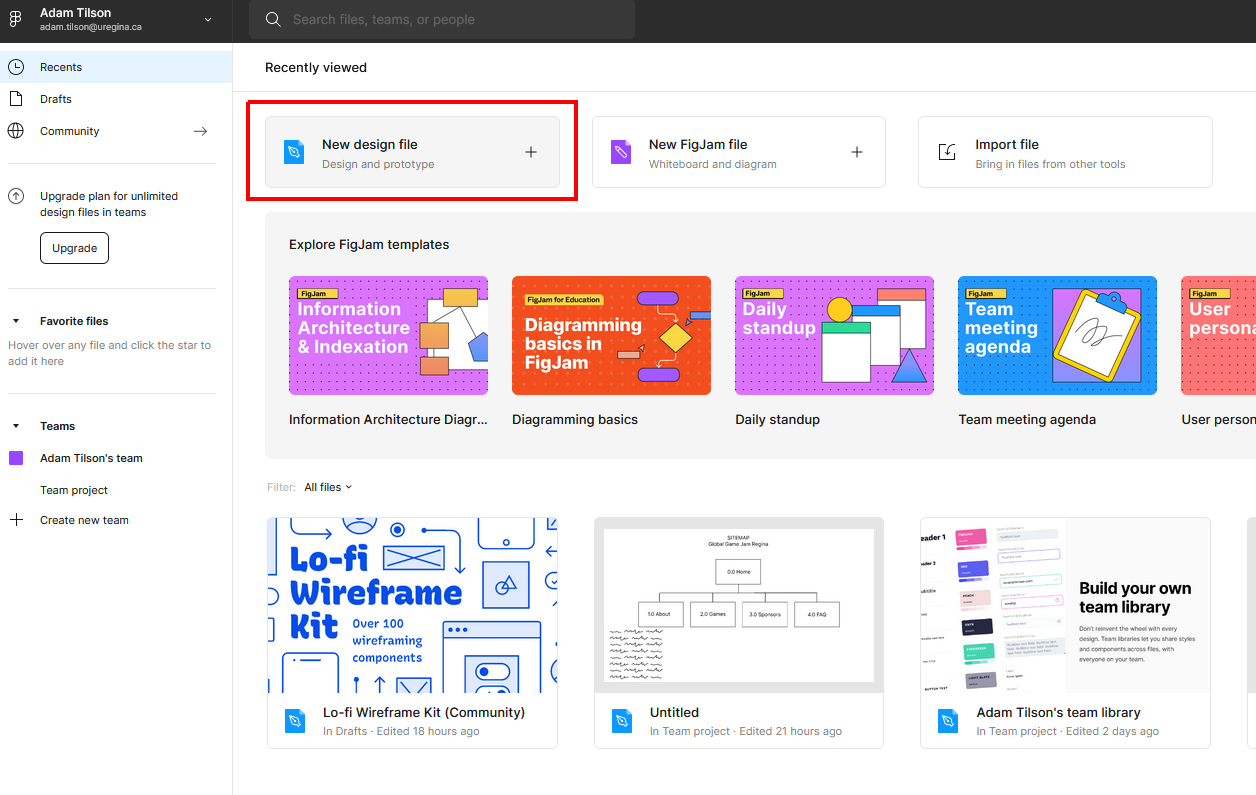 Adam Tilson
adam.tilson@uregina.ca
Search files, teams, or people
Recents
Drafts
Community
Upgrade plan for unlimited
design files in teams
Upgrade
Favorite files
Hover over any file and click the star to
add it here
Teams
Adam Tilson's team
Team project
Create new team
Recently viewed
New design file
Design and prototype
New FigJam file
Whiteboard and diagram
Import file
Bring in files from other tools
Explore FigJam templates
FigJam
Information
Architecture
& Indexation
Information Architecture Diagr...
FigJam for Education
Diagramming
basics in
FigJam
Diagramming basics
FigJam
Daily
standup
Daily standup
FigJam
Team
meeting
agenda
Team meeting agenda
FigJam
User
persona
User person
Filter: All files
Lo-fi
Wireframe
Kit
Over 100
wireframing
components
Lo-fi Wireframe Kit (Community)
In Drafts · Edited 18 hours ago
SITEMAP
Global Game Jam Regina
0.0 Home
1.0 About
2.0 Games
3.0 Sponsors
4.0 FAQ
Untitled
In Team project · Edited 21 hours ago
eader 1
eader 3
ubtitle
BUTTON TEXT
Build your own
team library
Don't reinvent the wheel with every
design. Team libraries let you share styles
and components across files, with
everyone on your team.
Adam Tilson's team library
In Team project · Edited 2 days ago